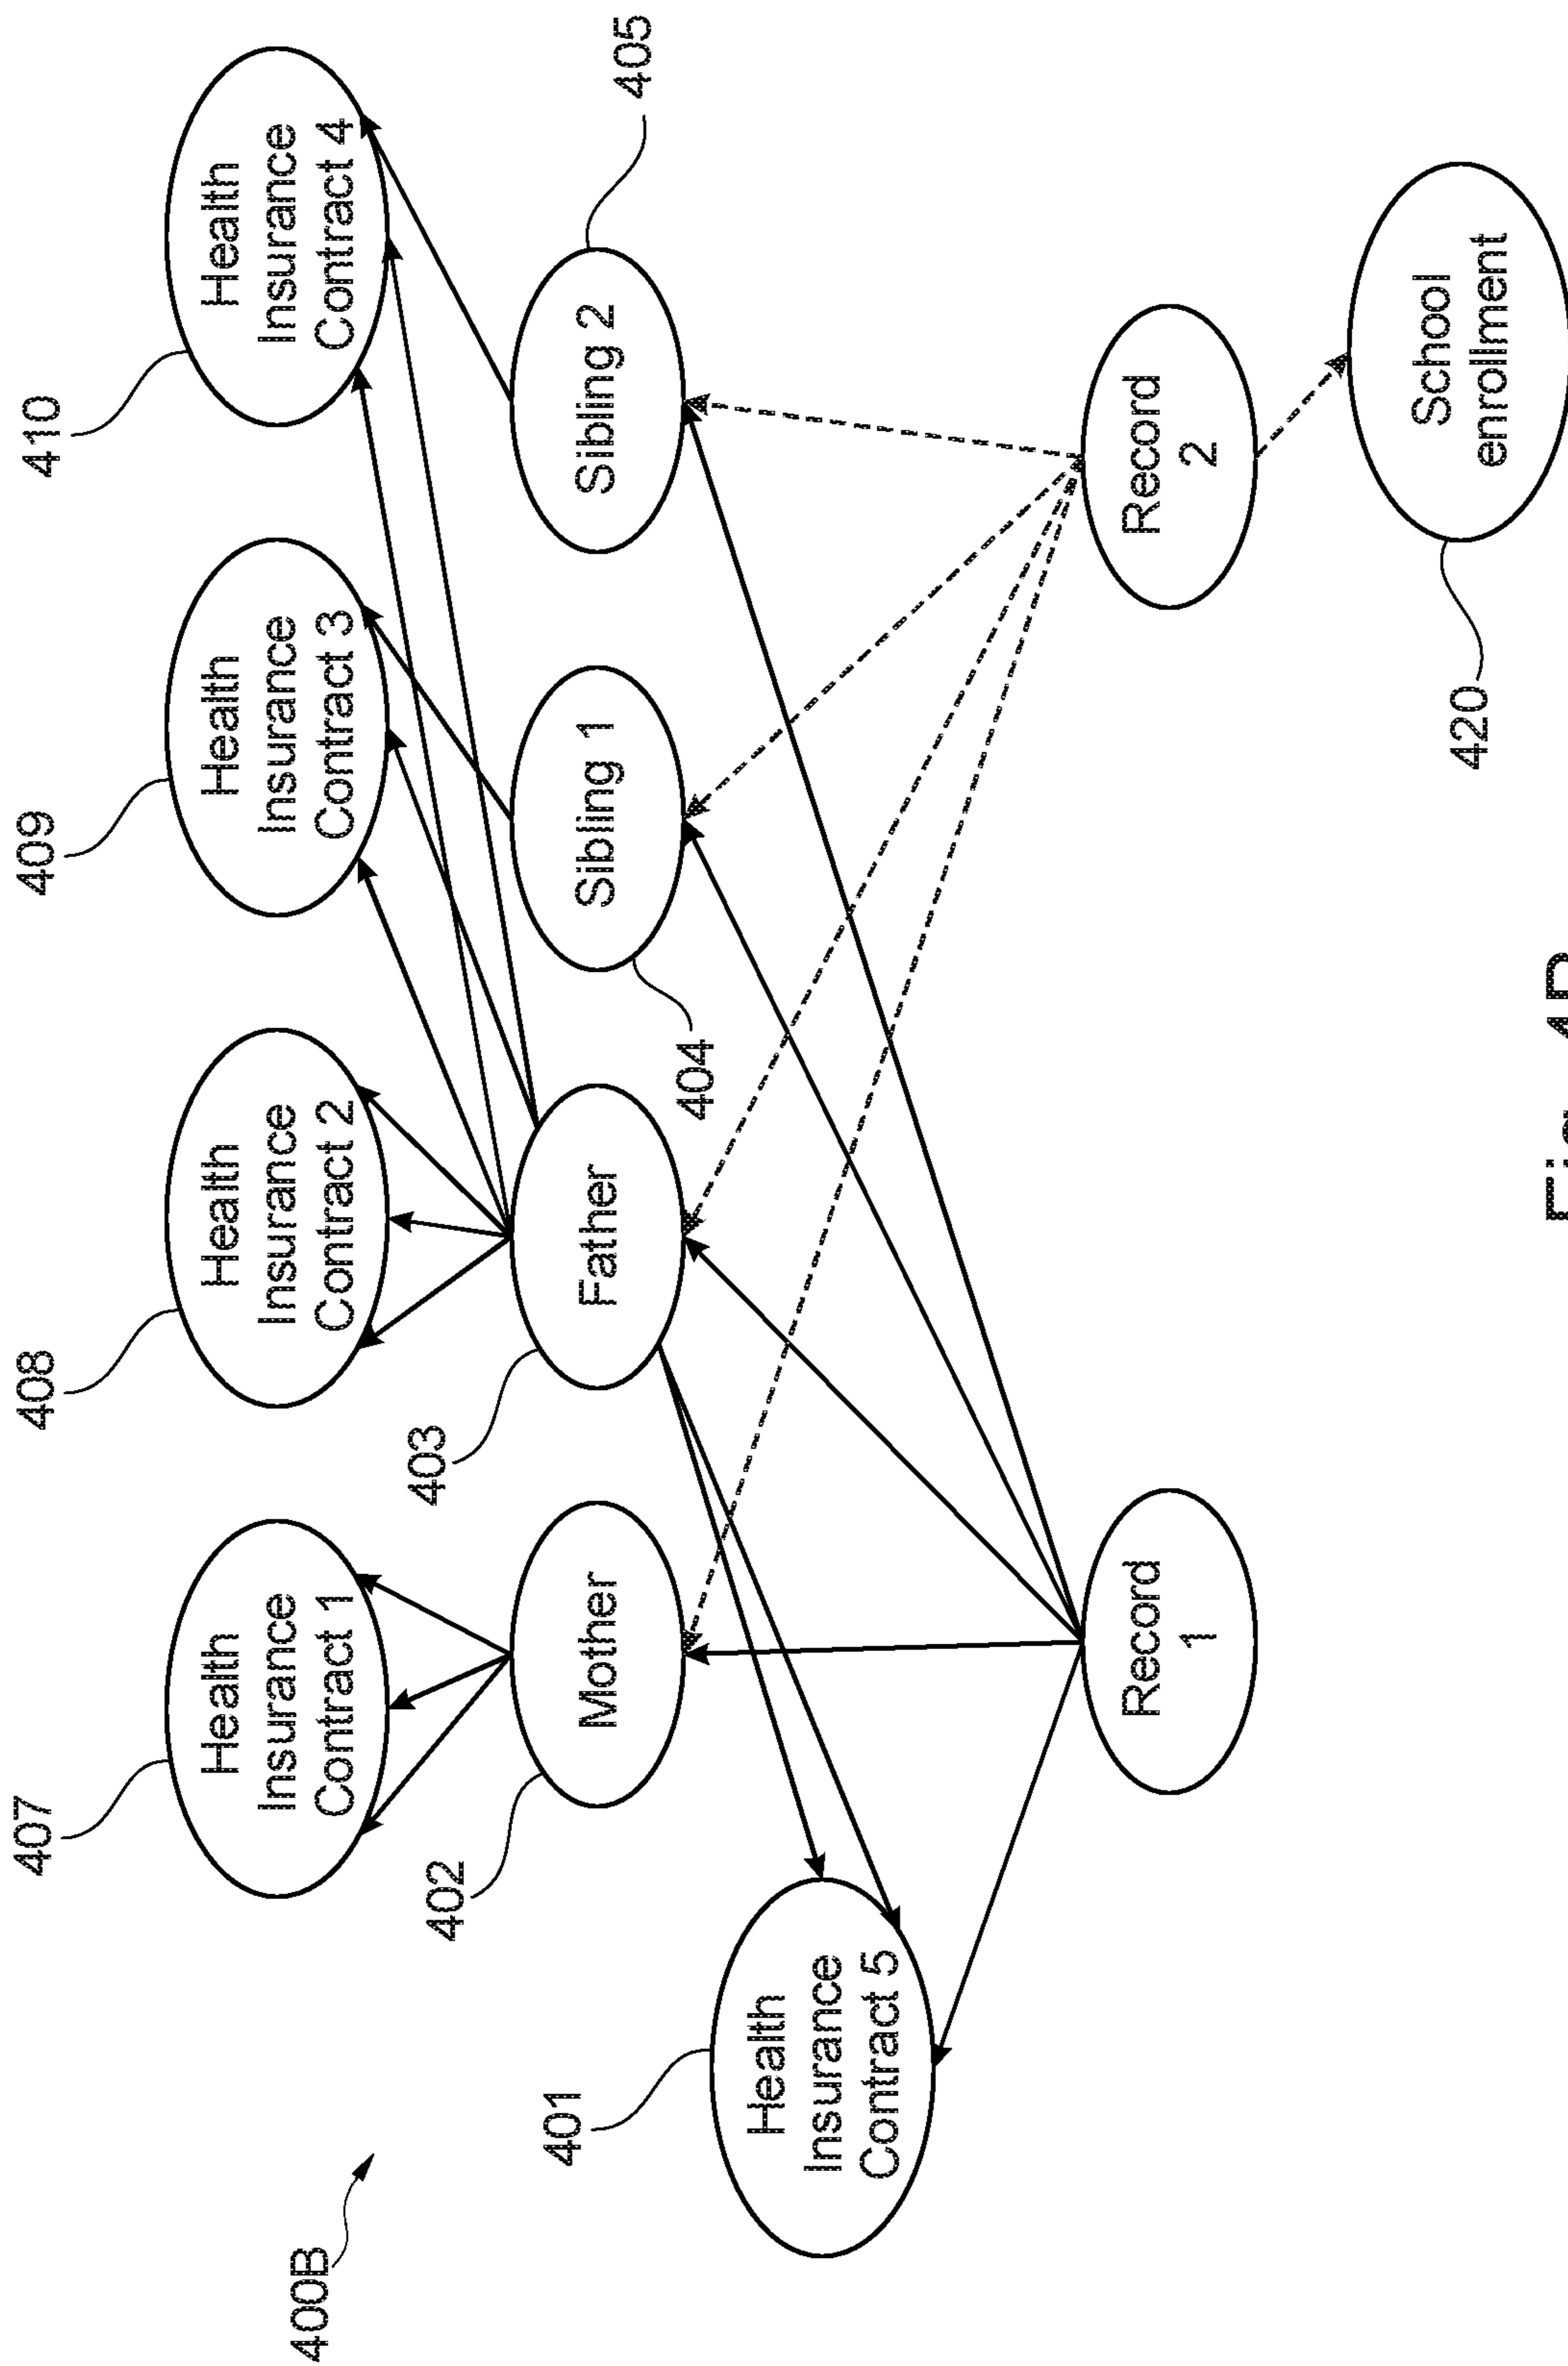 407
408
409
410
Health
Insurance
Contract 1
Health
Insurance
Contract 2
Health
Insurance
Contract 3
Health
Insurance
Contract 4
400B
402
403
405
Mother
Father
Sibling 1
Sibling 2
401
404
Health
Insurance
Contract 5
Record
1
Record
2
School
enrollment
420
Fig.